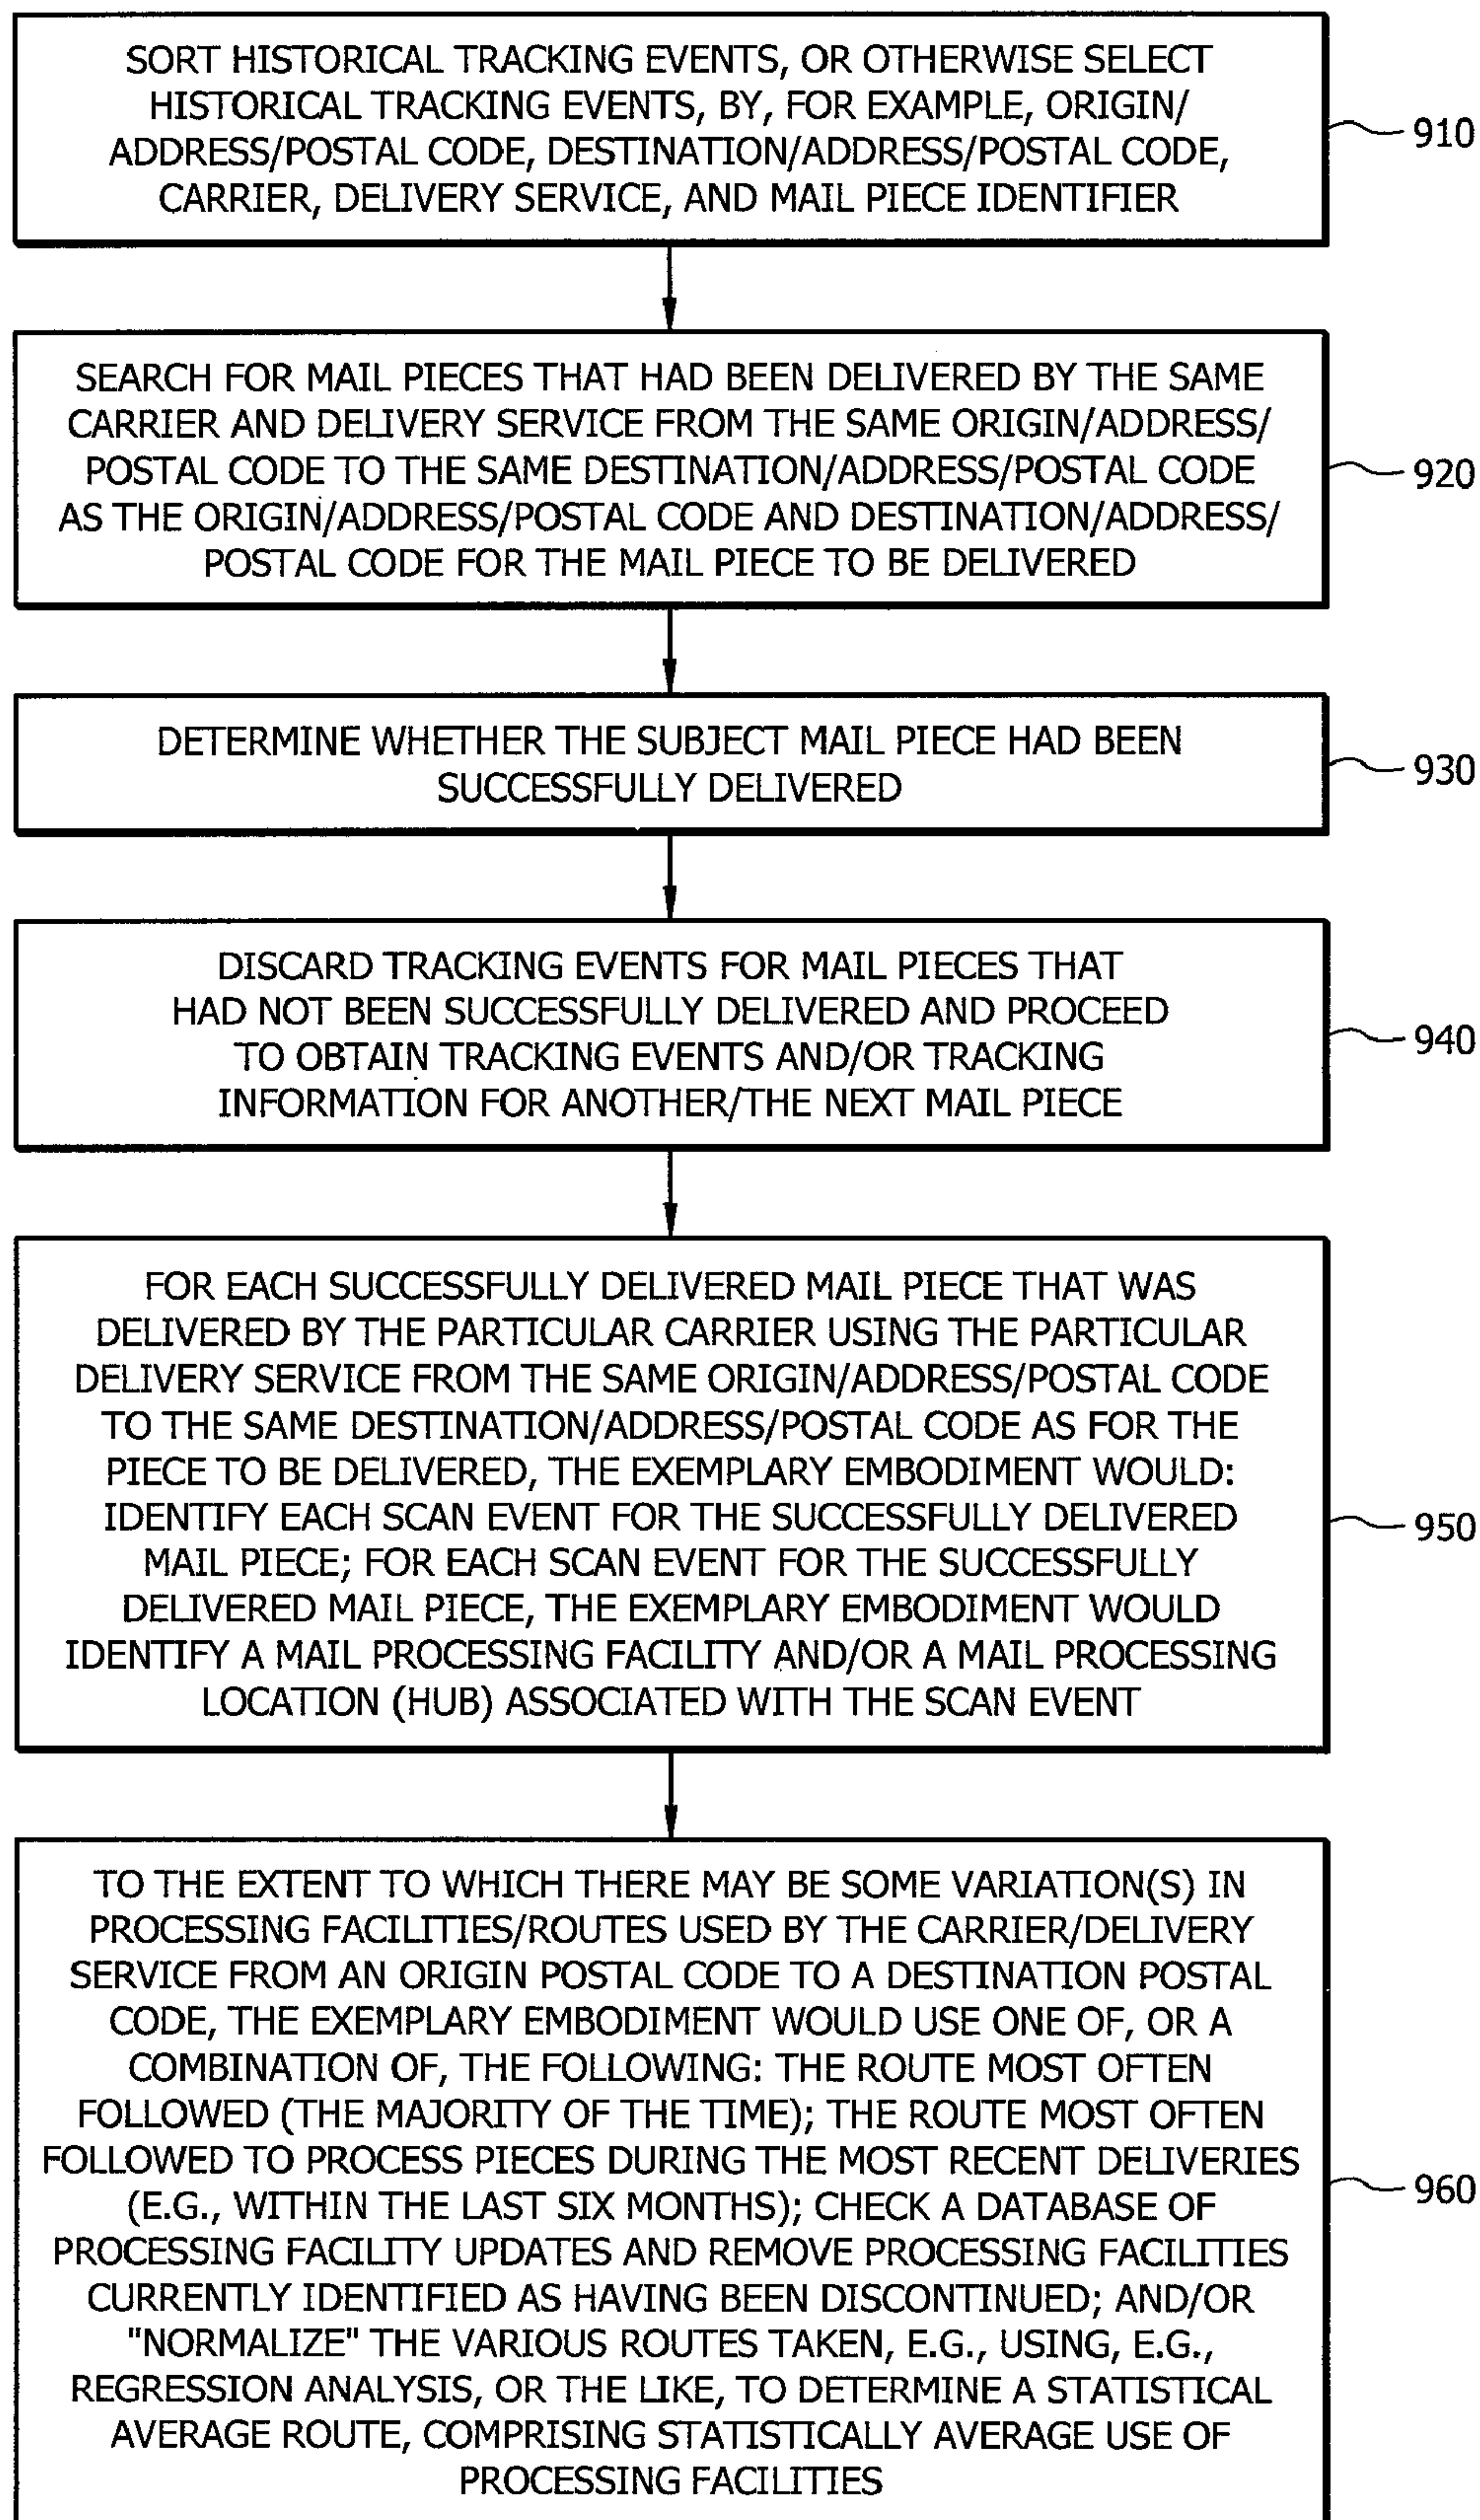 SORT HISTORICAL TRACKING EVENTS, OR OTHERWISE SELECT
HISTORICAL TRACKING EVENTS, BY, FOR EXAMPLE, ORIGIN/
ADDRESS/POSTAL CODE, DESTINATION/ADDRESS/POSTAL CODE,
CARRIER, DELIVERY SERVICE, AND MAIL PIECE IDENTIFIER
910
SEARCH FOR MAIL PIECES THAT HAD BEEN DELIVERED BY THE SAME
CARRIER AND DELIVERY SERVICE FROM THE SAME ORIGIN/ADDRESS/
POSTAL CODE TO THE SAME DESTINATION/ADDRESS/POSTAL CODE
AS THE ORIGIN/ADDRESS/POSTAL CODE AND DESTINATION/ADDRESS/
POSTAL CODE FOR THE MAIL PIECE TO BE DELIVERED
920
DETERMINE WHETHER THE SUBJECT MAIL PIECE HAD BEEN
SUCCESSFULLY DELIVERED
930
DISCARD TRACKING EVENTS FOR MAIL PIECES THAT
HAD NOT BEEN SUCCESSFULLY DELIVERED AND PROCEED
TO OBTAIN TRACKING EVENTS AND/OR TRACKING
INFORMATION FOR ANOTHER/THE NEXT MAIL PIECE
940
FOR EACH SUCCESSFULLY DELIVERED MAIL PIECE THAT WAS
DELIVERED BY THE PARTICULAR CARRIER USING THE PARTICULAR
DELIVERY SERVICE FROM THE SAME ORIGIN/ADDRESS/POSTAL CODE
TO THE SAME DESTINATION/ADDRESS/POSTAL CODE AS FOR THE
PIECE TO BE DELIVERED, THE EXEMPLARY EMBODIMENT WOULD:
IDENTIFY EACH SCAN EVENT FOR THE SUCCESSFULLY DELIVERED
MAIL PIECE; FOR EACH SCAN EVENT FOR THE SUCCESSFULLY
DELIVERED MAIL PIECE, THE EXEMPLARY EMBODIMENT WOULD
IDENTIFY A MAIL PROCESSING FACILITY AND/OR A MAIL PROCESSING
LOCATION (HUB) ASSOCIATED WITH THE SCAN EVENT
950
TO THE EXTENT TO WHICH THERE MAY BE SOME VARIATION(S) IN
PROCESSING FACILITIES/ROUTES USED BY THE CARRIER/DELIVERY
SERVICE FROM AN ORIGIN POSTAL CODE TO A DESTINATION POSTAL
CODE, THE EXEMPLARY EMBODIMENT WOULD USE ONE OF, OR A
COMBINATION OF, THE FOLLOWING: THE ROUTE MOST OFTEN
FOLLOWED (THE MAJORITY OF THE TIME); THE ROUTE MOST OFTEN
FOLLOWED TO PROCESS PIECES DURING THE MOST RECENT DELIVERIES
(E.G., WITHIN THE LAST SIX MONTHS); CHECK A DATABASE OF
PROCESSING FACILITY UPDATES AND REMOVE PROCESSING FACILITIES
CURRENTLY IDENTIFIED AS HAVING BEEN DISCONTINUED; AND/OR
"NORMALIZE" THE VARIOUS ROUTES TAKEN, E.G., USING, E.G.,
REGRESSION ANALYSIS, OR THE LIKE, TO DETERMINE A STATISTICAL
AVERAGE ROUTE, COMPRISING STATISTICALLY AVERAGE USE OF
PROCESSING FACILITIES
960